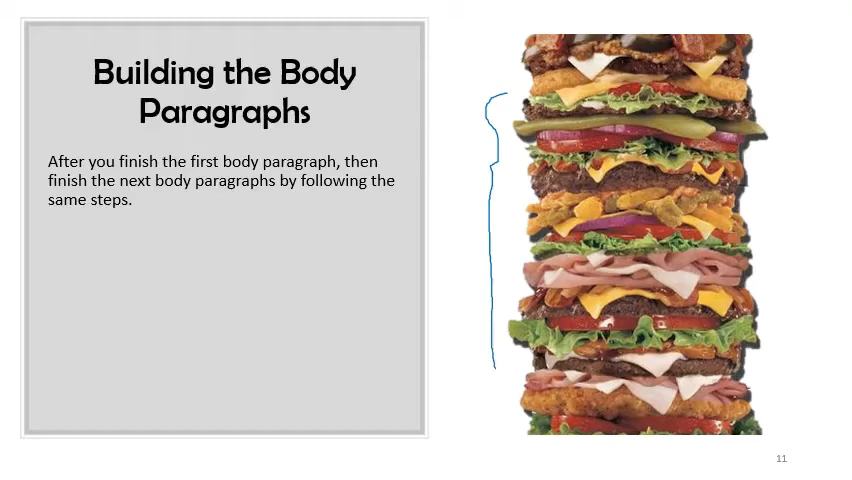 Building the Body
Paragraphs
After you finish the first body paragraph, then
finish the next body paragraphs by following the
same steps.
11